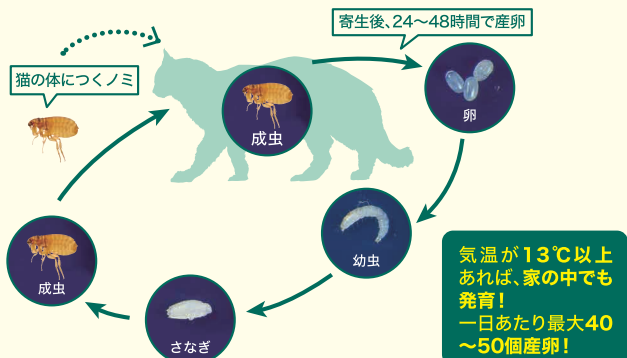 寄生後、24～48時間で産卵
猫の体につくノミ
成虫
卵
幼虫
さなぎ
成虫
気温が13℃以上
あれば、家の中でも
発育！
一日あたり最大40
～50個産卵！